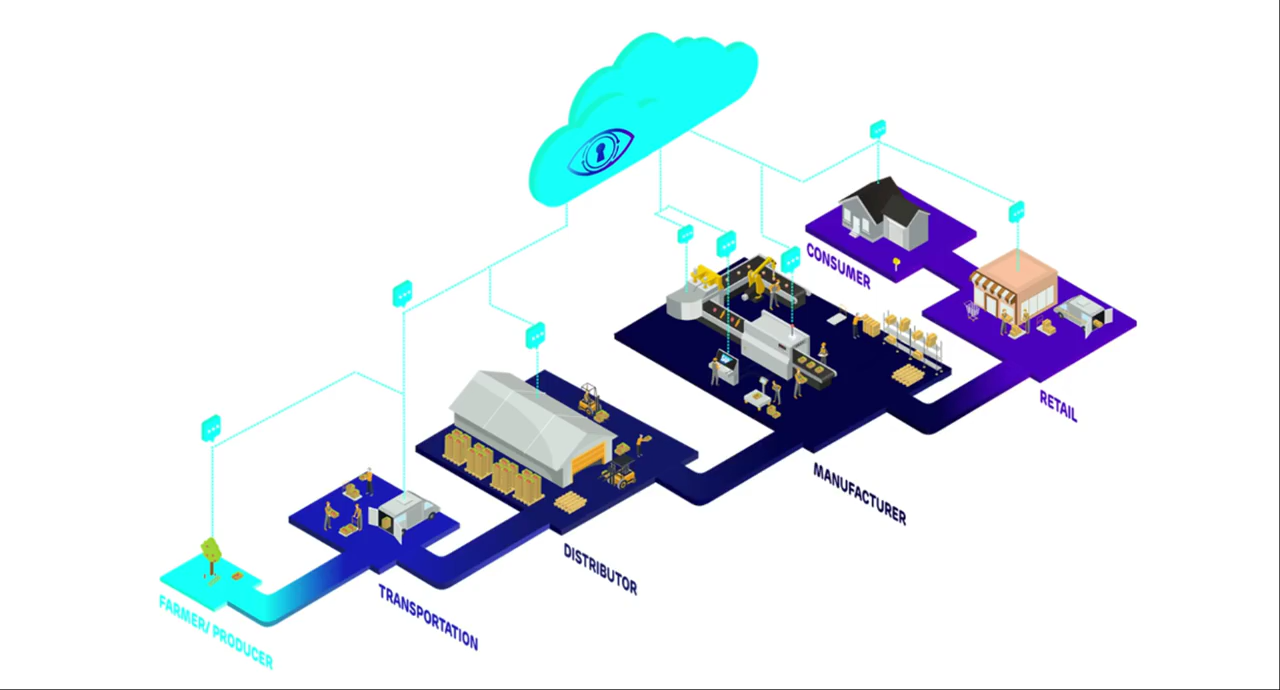 CONSUMER
RETAIL
MANUFACTURER
DISTRIBUTOR
TRANSPORTATION
FARMER/ PRODUCER